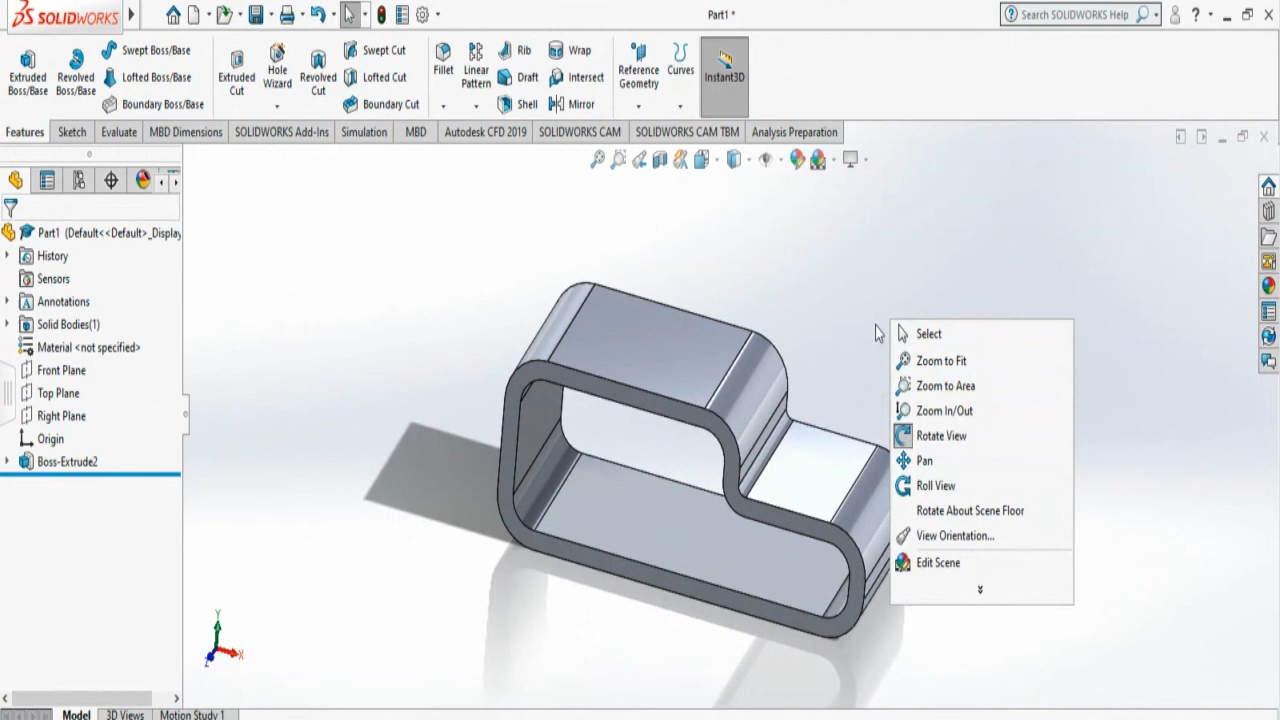 SOLIDWORKS
Part1 *
Search SOLIDWORKS Help
?
Extruded
Boss/Base
Revolved
Boss/Base
Swept Boss/Base
Lofted Boss/Base
Boundary Boss/Base
Extruded
Cut
Hole
Wizard
Revolved
Cut
Swept Cut
Lofted Cut
Boundary Cut
Fillet
Linear
Pattern
Rib
Draft
Shell
Wrap
Intersect
Mirror
Reference
Geometry
Curves
Instant3D
Features
Sketch
Evaluate
MBD Dimensions
SOLIDWORKS Add-Ins
Simulation
MBD
Autodesk CFD 2019
SOLIDWORKS CAM
SOLIDWORKS CAM TBM
Analysis Preparation
Part1 (Default<<Default>_Display
History
Sensors
Annotations
Solid Bodies(1)
Material <not specified>
Front Plane
Top Plane
Right Plane
Origin
Boss-Extrude2
Select
Zoom to Fit
Zoom to Area
Zoom In/Out
Rotate View
Pan
Roll View
Rotate About Scene Floor
View Orientation...
Edit Scene
Y
X
Z
Model
3D Views
Motion Study 1